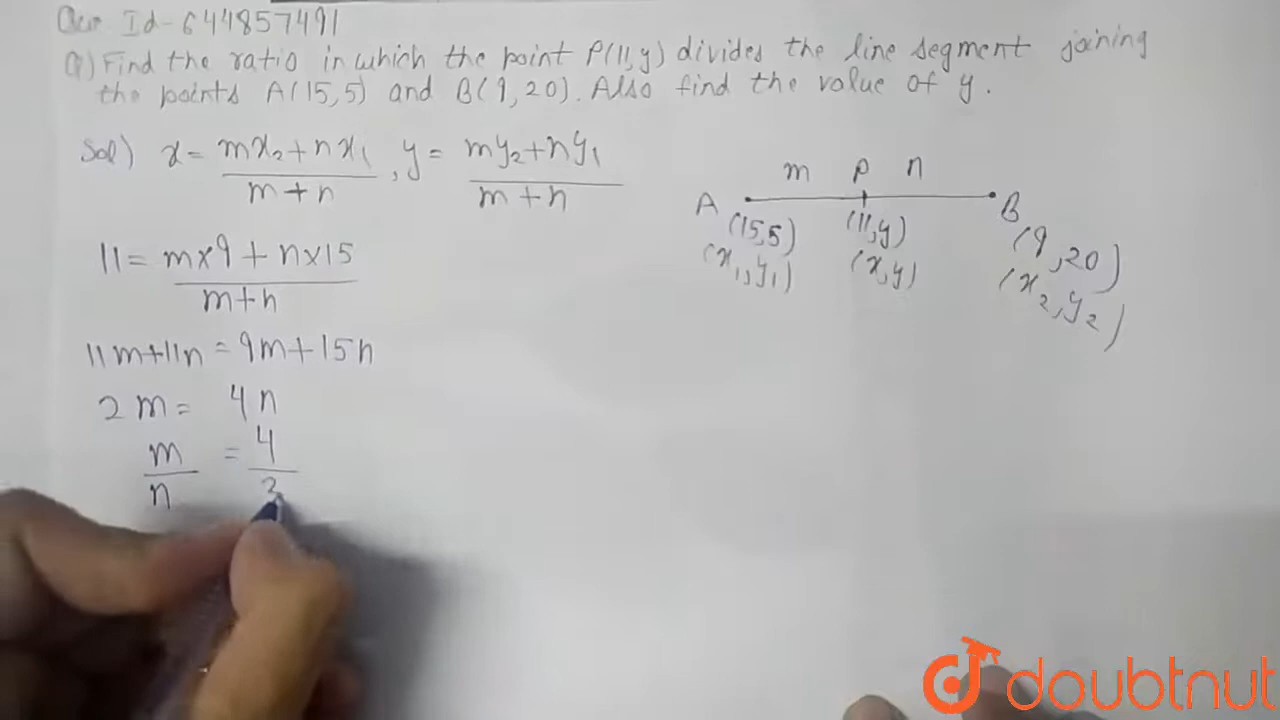 Que Id-644857491
Q) Find the ratio in which the point P(11,y) divides the line segment joining
the points A(15,5) and B(9,20). Also find the value of y.
Sol) x = mx₂+nx₁/m+n , y = my₂+ny₁/m+n
m P n
A B
(15,5) (11,y) (9,20)
(x₁,y₁) (x,y) (x₂,y₂)
11 = m×9+n×15/m+n
11m+11n = 9m+15n
2m = 4n
m/n = 4/2
doubtnut